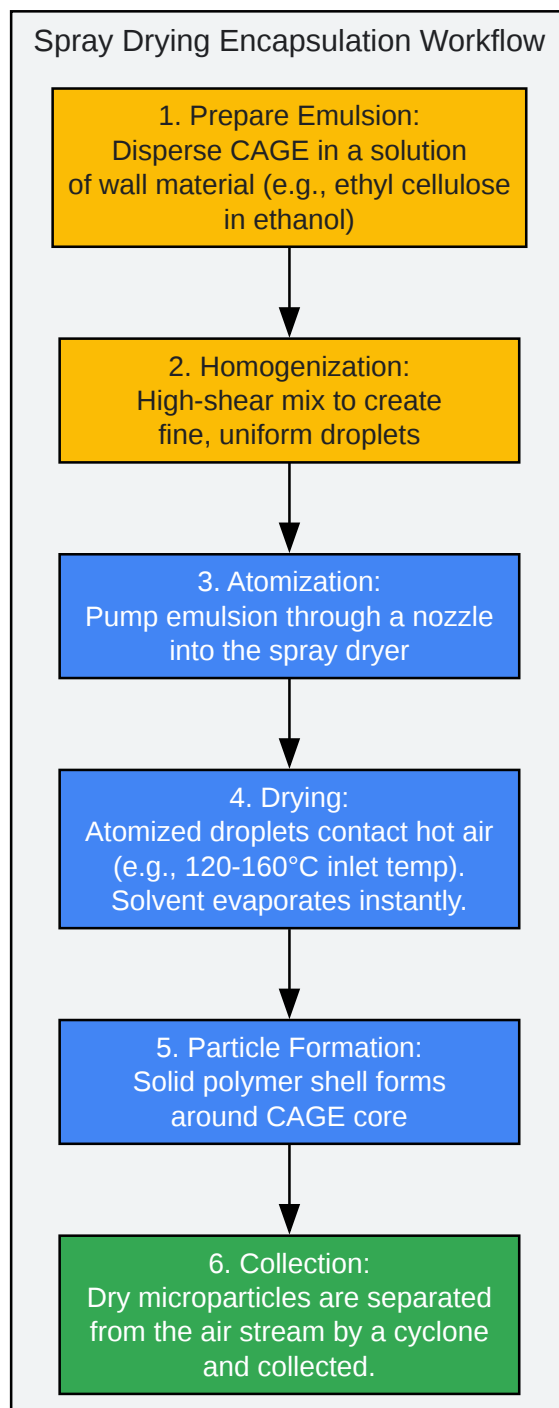 Spray Drying Encapsulation Workflow
1. Prepare Emulsion:
Disperse CAGE in a solution
of wall material (e.g., ethyl cellulose
in ethanol)
2. Homogenization:
High-shear mix to create
fine, uniform droplets
3. Atomization:
Pump emulsion through a nozzle
into the spray dryer
4. Drying:
Atomized droplets contact hot air
(e.g., 120-160°C inlet temp).
Solvent evaporates instantly.
5. Particle Formation:
Solid polymer shell forms
around CAGE core
6. Collection:
Dry microparticles are separated
from the air stream by a cyclone
and collected.